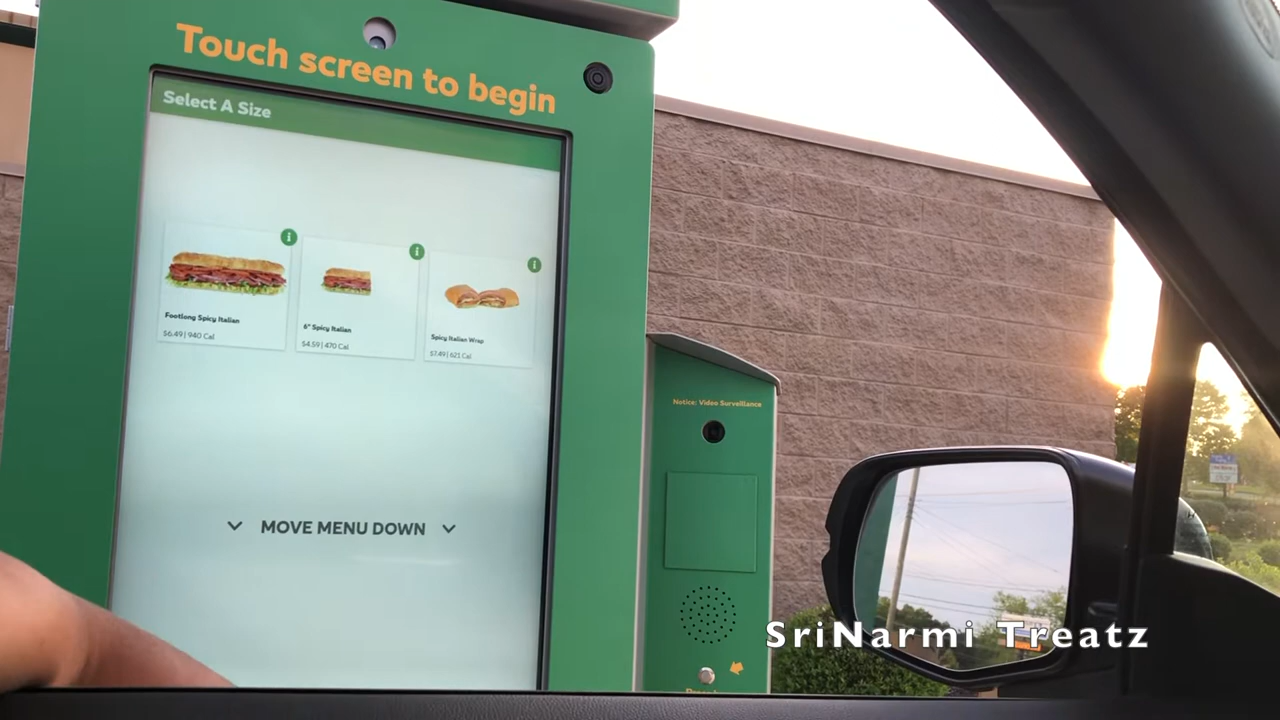 Touch screen to begin
Select A Size
Footlong Spicy Italian
$6.49 | 940 Cal
6" Spicy Italian
$4.59 | 470 Cal
Spicy Italian Wrap
$7.49 | 621 Cal
MOVE MENU DOWN
Notice: Video Surveillance
SriNarmi Treatz